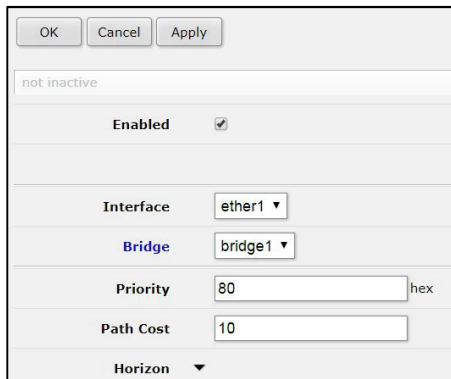 OK Cancel Apply
not inactive
Enabled
Interface ether1
Bridge bridge1
Priority 80 hex
Path Cost 10
Horizon